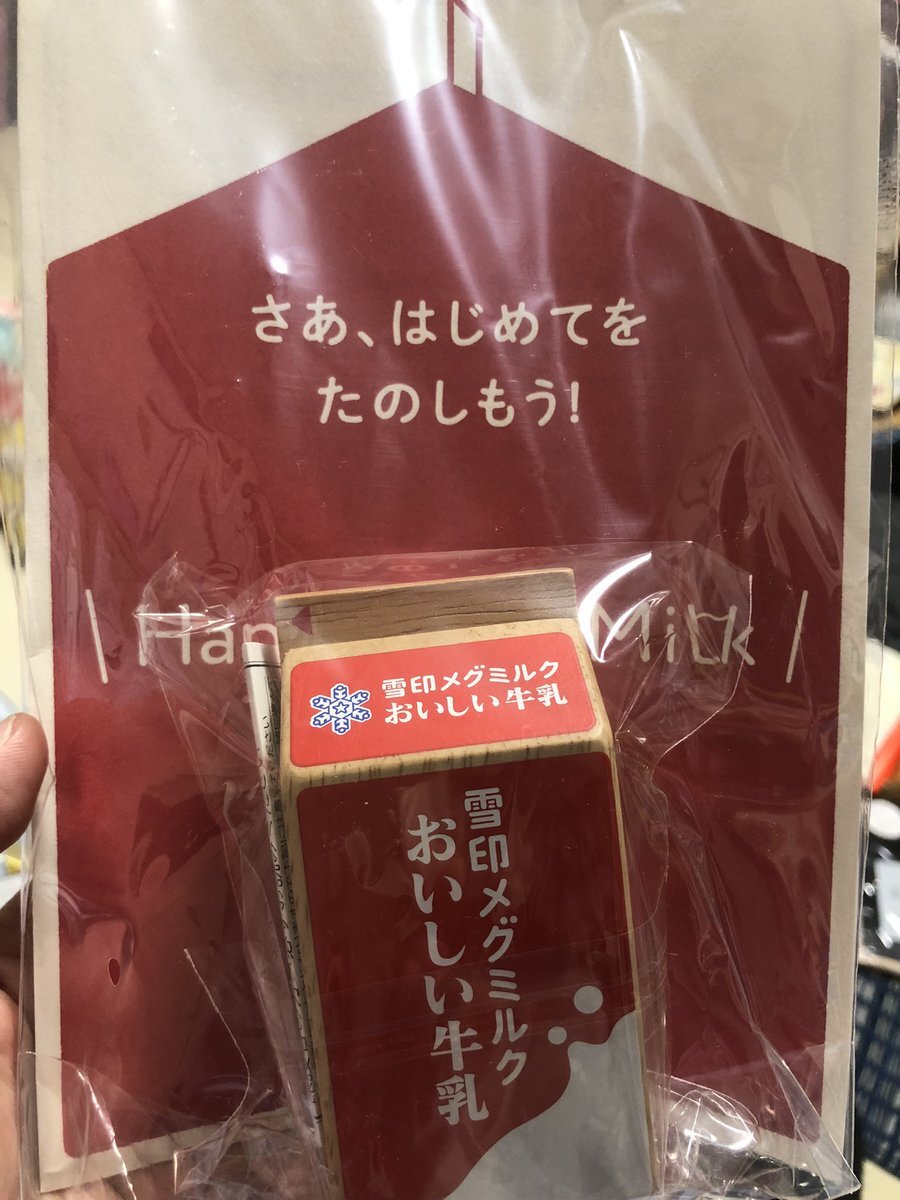 さあ、はじめてを
たのしもう!
Milk
雪印メグミルク
おいしい牛乳
雪印メグミルク
おいしい牛乳